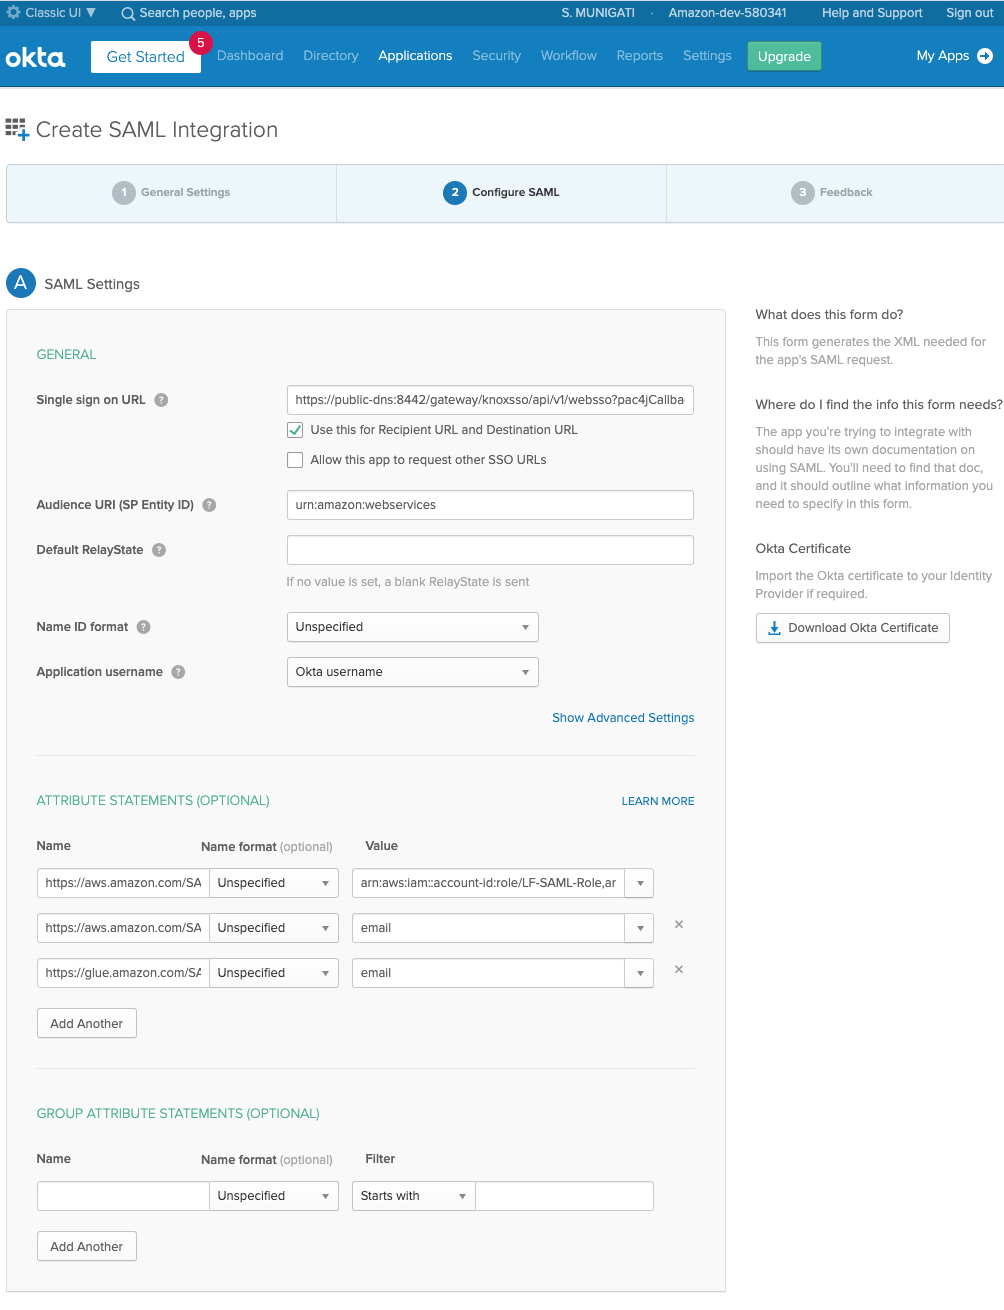 Classic UI ▼ Search people, apps S. MUNIGATI · Amazon-dev-580341 Help and Support Sign out
okta Get Started 5 Dashboard Directory Applications Security Workflow Reports Settings Upgrade My Apps
Create SAML Integration
1 General Settings 2 Configure SAML 3 Feedback
A SAML Settings
GENERAL
Single sign on URL ? https://public-dns:8442/gateway/knoxsso/api/v1/websso?pac4jCallba
Use this for Recipient URL and Destination URL
Allow this app to request other SSO URLs
Audience URI (SP Entity ID) ? urn:amazon:webservices
Default RelayState ?
If no value is set, a blank RelayState is sent
Name ID format ? Unspecified
Application username ? Okta username
Show Advanced Settings
ATTRIBUTE STATEMENTS (OPTIONAL) LEARN MORE
Name Name format (optional) Value
https://aws.amazon.com/SA Unspecified arn:aws:iam::account-id:role/LF-SAML-Role,ar
https://aws.amazon.com/SA Unspecified email ×
https://glue.amazon.com/SA Unspecified email ×
Add Another
GROUP ATTRIBUTE STATEMENTS (OPTIONAL)
Name Name format (optional) Filter
Unspecified Starts with
Add Another
What does this form do?
This form generates the XML needed for
the app's SAML request.
Where do I find the info this form needs?
The app you're trying to integrate with
should have its own documentation on
using SAML. You'll need to find that doc,
and it should outline what information you
need to specify in this form.
Okta Certificate
Import the Okta certificate to your Identity
Provider if required.
Download Okta Certificate